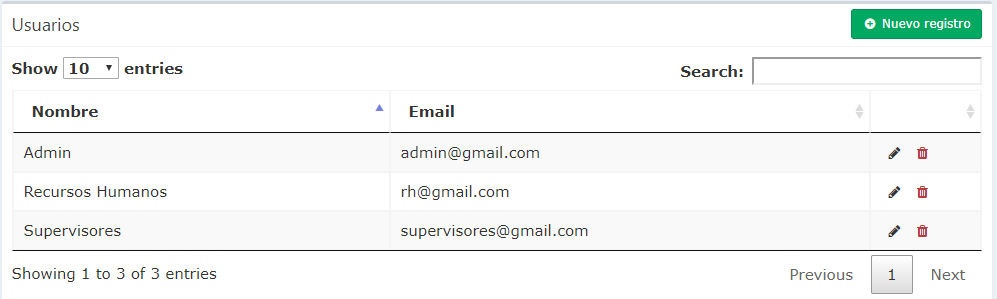 Usuarios
Nuevo registro
Show 10 entries
Search:
Nombre Email
Admin admin@gmail.com
Recursos Humanos rh@gmail.com
Supervisores supervisores@gmail.com
Showing 1 to 3 of 3 entries
Previous 1 Next